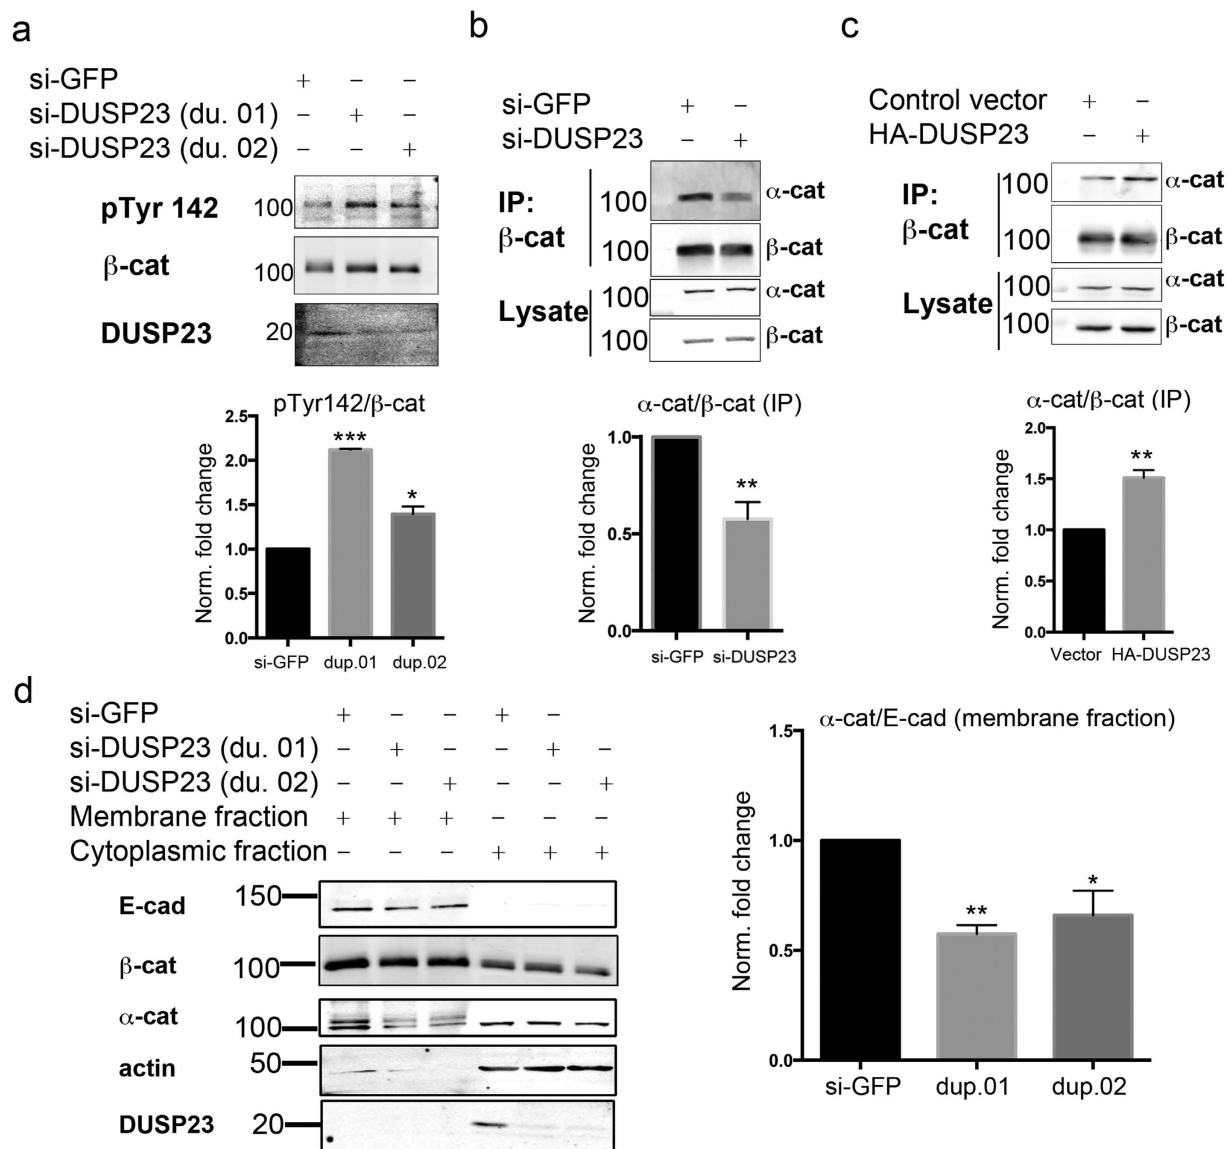 a
si-GFP + − −
si-DUSP23 (du. 01) − + −
si-DUSP23 (du. 02) − − +
pTyr 142 100
β-cat 100
DUSP23 20
pTyr142/β-cat
Norm. fold change
2.5
2.0
1.5
1.0
0.5
0.0
***
*
si-GFP dup.01 dup.02
b
si-GFP + −
si-DUSP23 − +
IP:
β-cat
100 α-cat
100 β-cat
Lysate
100 α-cat
100 β-cat
α-cat/β-cat (IP)
Norm. fold change
1.0
0.5
0.0
**
si-GFP si-DUSP23
c
Control vector + −
HA-DUSP23 − +
IP:
β-cat
100 α-cat
100 β-cat
Lysate
100 α-cat
100 β-cat
α-cat/β-cat (IP)
Norm. fold change
2.0
1.5
1.0
0.5
0.0
**
Vector HA-DUSP23
d
si-GFP + − − + −
si-DUSP23 (du. 01) − + − − + −
si-DUSP23 (du. 02) − − + − − +
Membrane fraction + + + − − −
Cytoplasmic fraction − − − + + +
E-cad 150
β-cat 100
α-cat 100
actin 50
DUSP23 20
α-cat/E-cad (membrane fraction)
Norm. fold change
1.5
1.0
0.5
0.0
**
*
si-GFP dup.01 dup.02